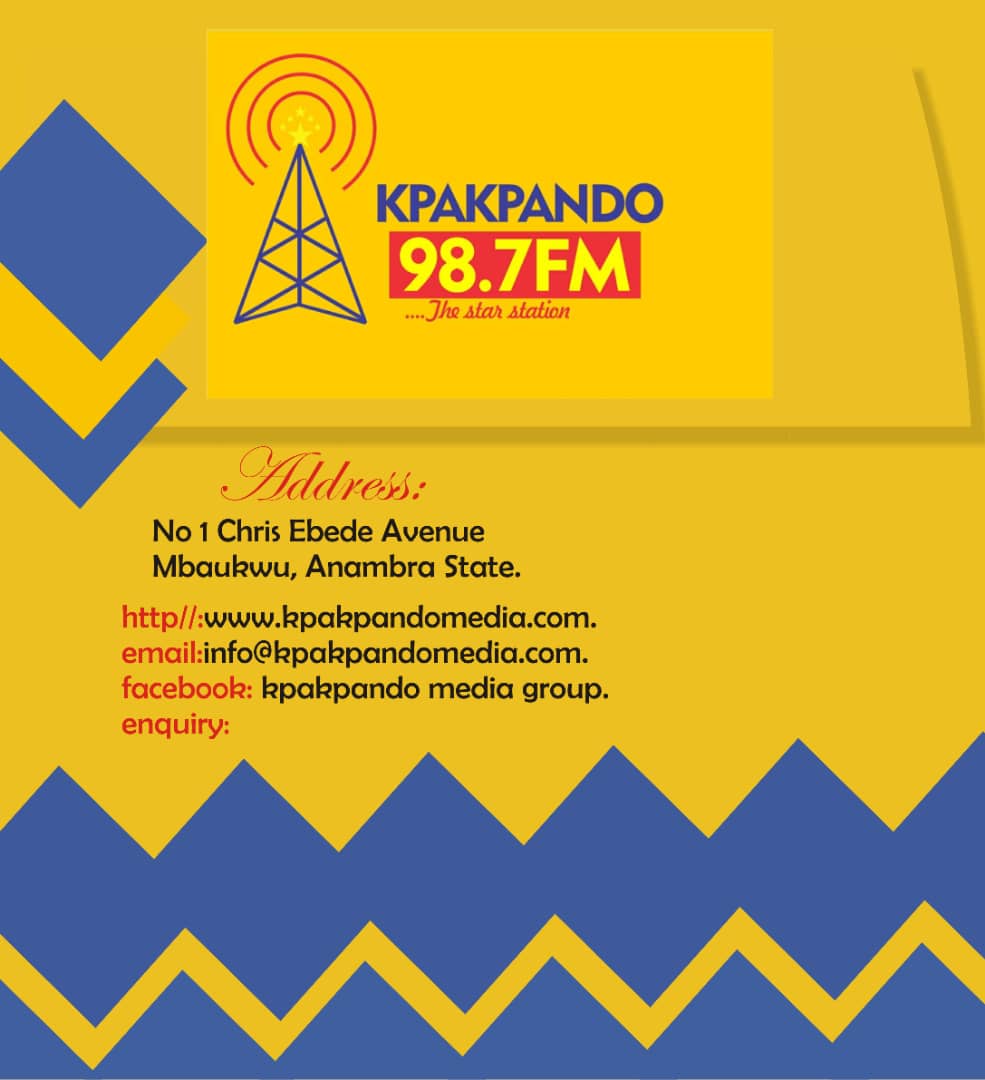 KPAKPANDO
98.7FM
....The star station
Address:
No 1 Chris Ebede Avenue
Mbaukwu, Anambra State.
http//:www.kpakpandomedia.com.
email:info@kpakpandomedia.com.
facebook: kpakpando media group.
enquiry: